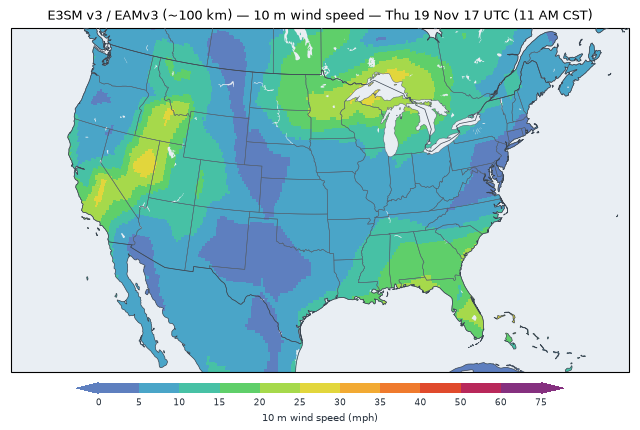 E3SM v3 / EAMv3 (~100 km) — 10 m wind speed — Thu 19 Nov 17 UTC (11 AM CST)
0 5 10 15 20 25 30 35 40 50 60 75
10 m wind speed (mph)